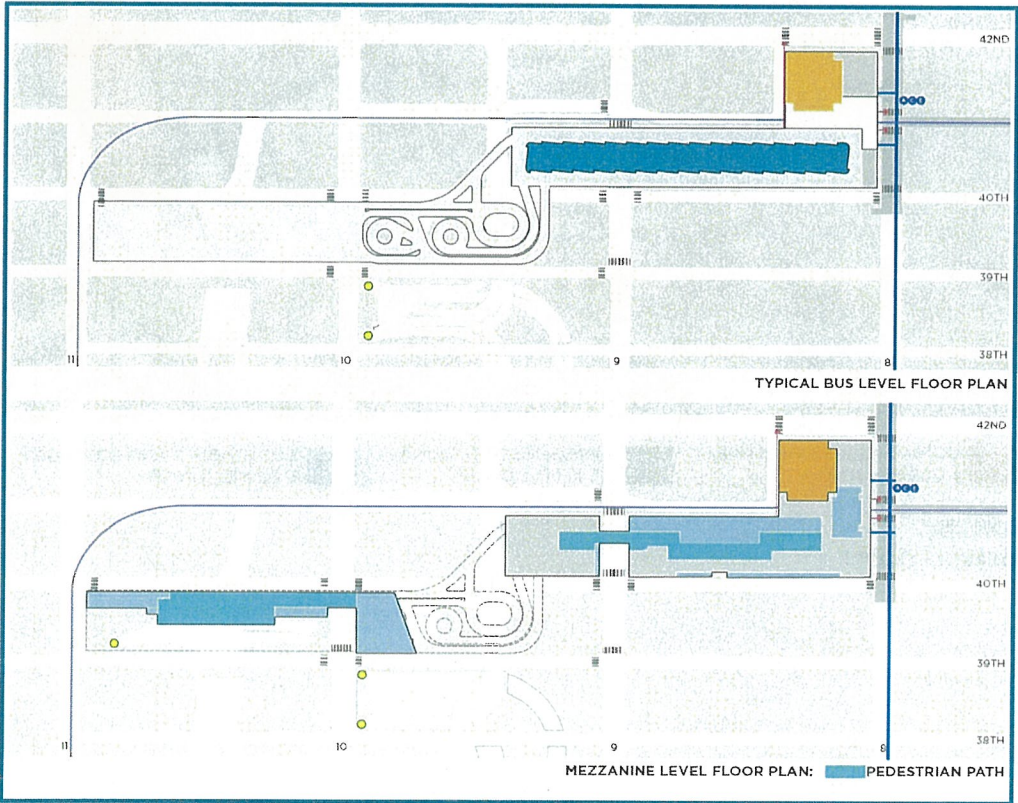 42ND
A C E
40TH
39TH
11
10
9
8
38TH
TYPICAL BUS LEVEL FLOOR PLAN
42ND
A C E
40TH
39TH
11
10
9
8
38TH
MEZZANINE LEVEL FLOOR PLAN: PEDESTRIAN PATH